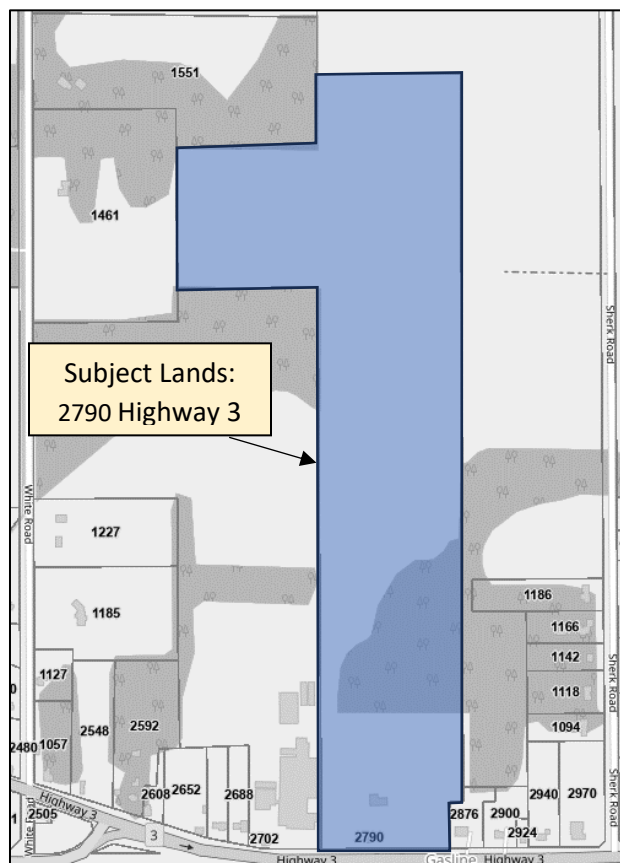 1551
1461
Sherk Road
Subject Lands:
2790 Highway 3
White Road
1227
1185
1186
1166
1142
1127
1118
Sherk Road
2548
2592
1057
1094
2480
2608
2652
2688
2940
2970
Sherk Road
2505
Highway 3
3
2702
2790
2876
2900
2924
Highway 3
Gasline
Highway 3